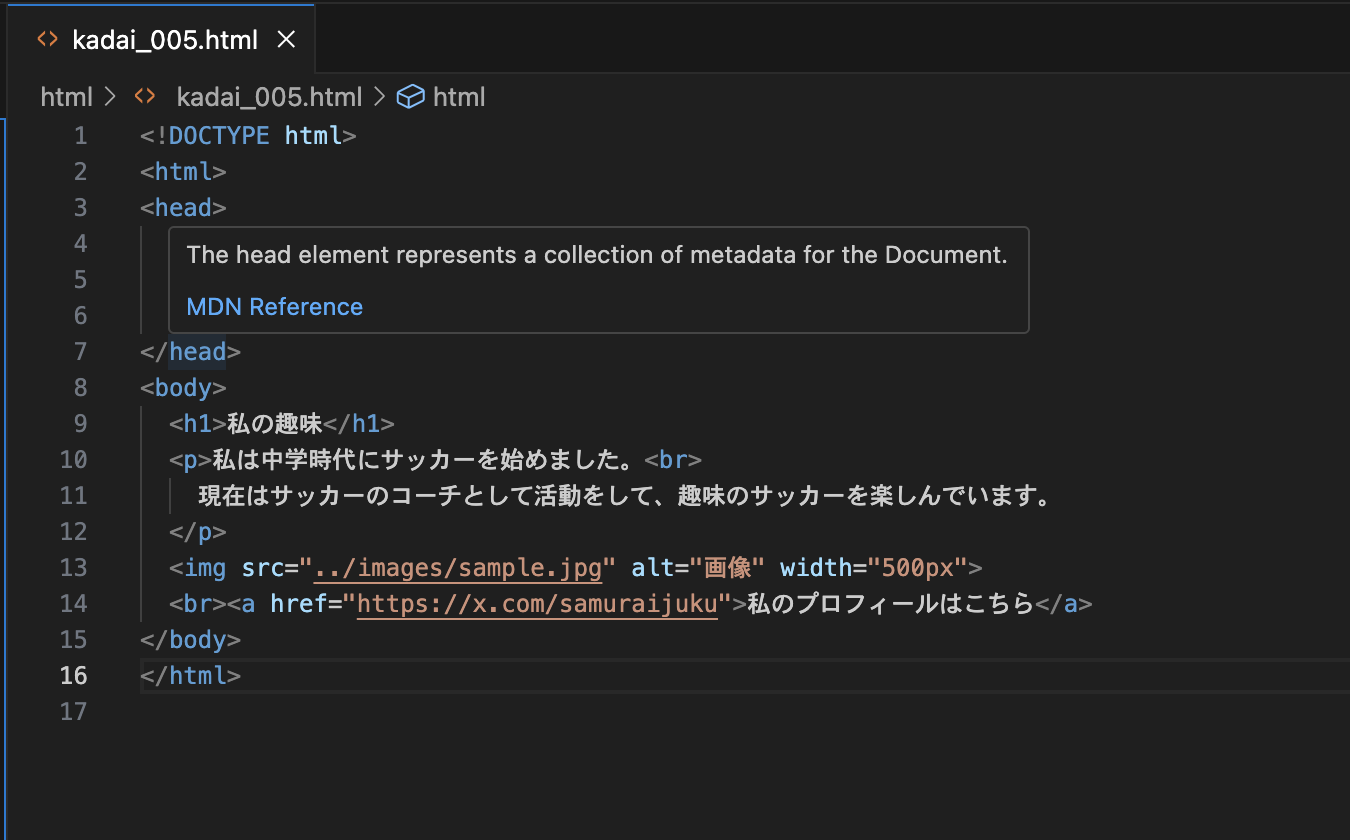 kadai_005.html
html > kadai_005.html > html
1 <!DOCTYPE html>
2 <html>
3 <head>
4
The head element represents a collection of metadata for the Document.
5
MDN Reference
6
7 </head>
8 <body>
9 <h1>私の趣味</h1>
10 <p>私は中学時代にサッカーを始めました。<br>
11 現在はサッカーのコーチとして活動をして、趣味のサッカーを楽しんでいます。
12 </p>
13 <img src="../images/sample.jpg" alt="画像" width="500px">
14 <br><a href="https://x.com/samuraijuku">私のプロフィールはこちら</a>
15 </body>
16 </html>
17